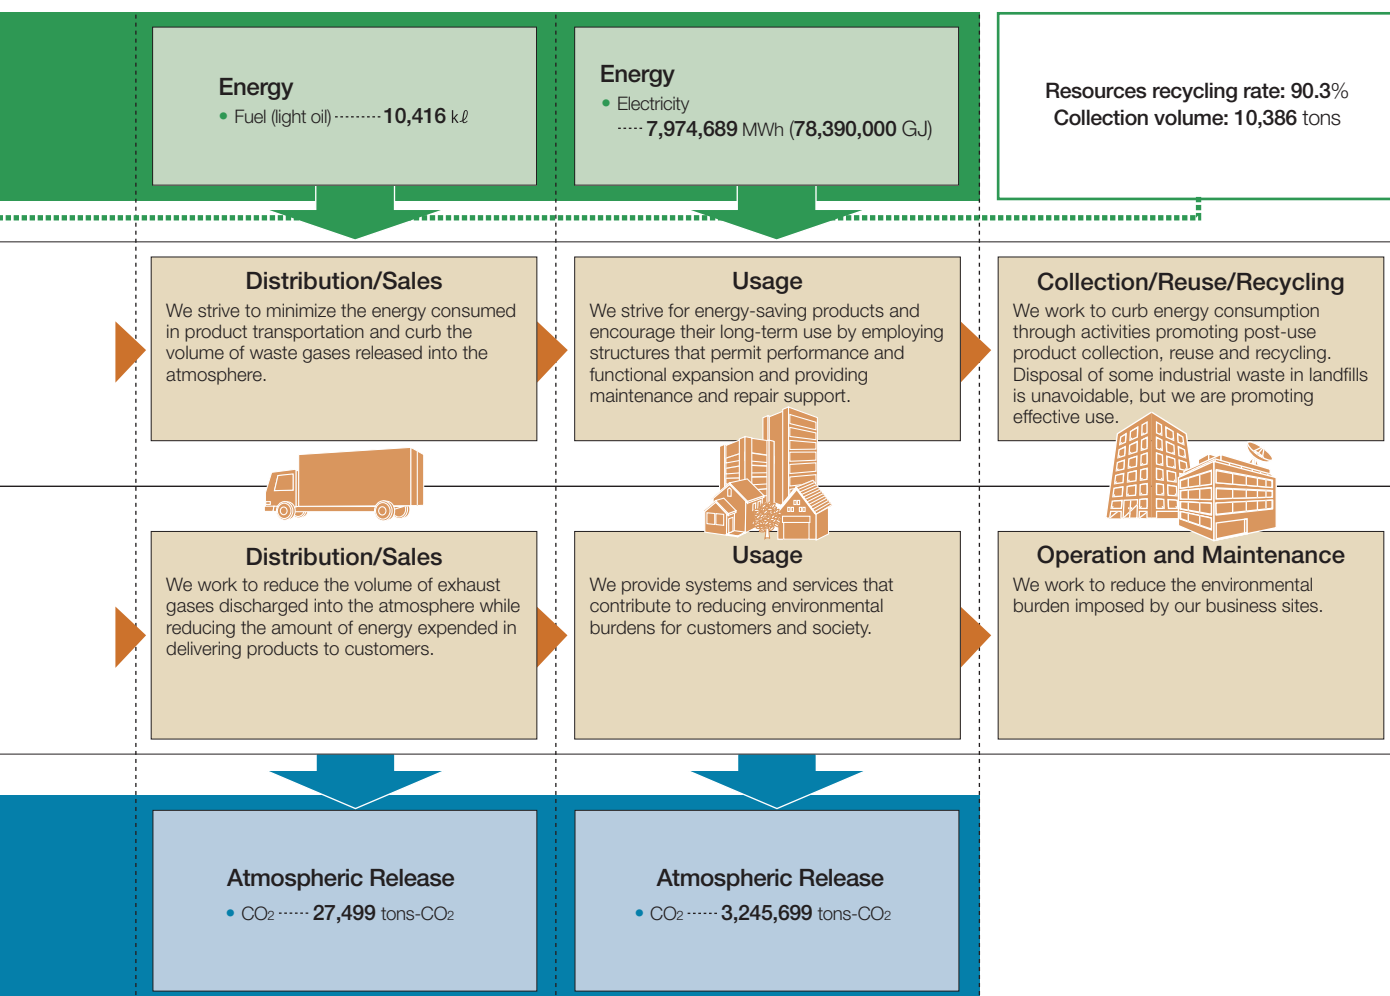 Energy
• Fuel (light oil) --------- 10,416 kℓ
Energy
• Electricity
----- 7,974,689 MWh (78,390,000 GJ)
Resources recycling rate: 90.3%
Collection volume: 10,386 tons
Distribution/Sales
We strive to minimize the energy consumed
in product transportation and curb the
volume of waste gases released into the
atmosphere.
Usage
We strive for energy-saving products and
encourage their long-term use by employing
structures that permit performance and
functional expansion and providing
maintenance and repair support.
Collection/Reuse/Recycling
We work to curb energy consumption
through activities promoting post-use
product collection, reuse and recycling.
Disposal of some industrial waste in landfills
is unavoidable, but we are promoting
effective use.
Distribution/Sales
We work to reduce the volume of exhaust
gases discharged into the atmosphere while
reducing the amount of energy expended in
delivering products to customers.
Usage
We provide systems and services that
contribute to reducing environmental
burdens for customers and society.
Operation and Maintenance
We work to reduce the environmental
burden imposed by our business sites.
Atmospheric Release
• CO2 ------ 27,499 tons-CO2
Atmospheric Release
• CO2 ------ 3,245,699 tons-CO2